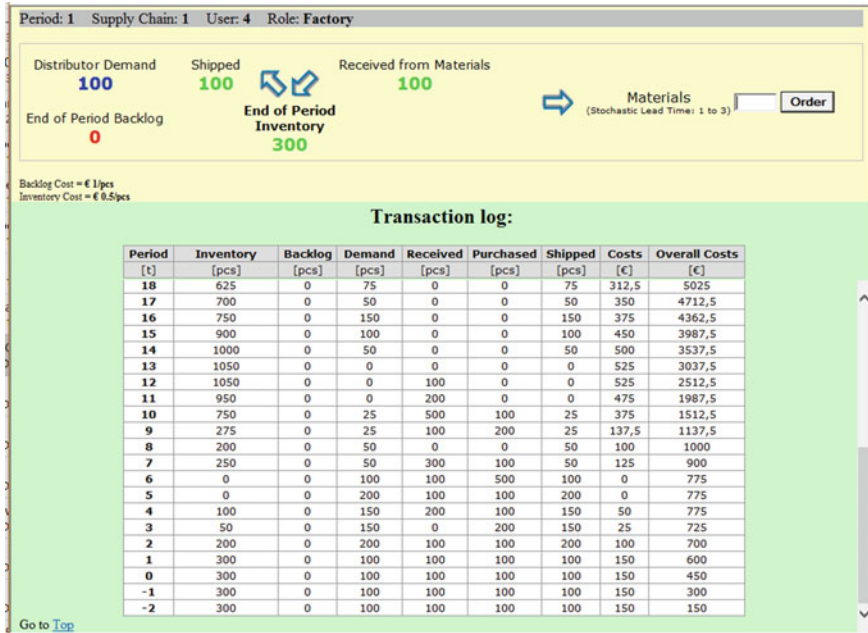 Period: 1 Supply Chain: 1 User: 4 Role: Factory
Distributor Demand Shipped Received from Materials
100 100 100
End of Period Backlog
0
End of Period
Inventory
300
Materials
(Stochastic Lead Time: 1 to 3) Order
Backlog Cost = € 1/pcs
Inventory Cost = € 0.5/pcs
Transaction log:
Period Inventory Backlog Demand Received Purchased Shipped Costs Overall Costs
[t] [pcs] [pcs] [pcs] [pcs] [pcs] [pcs] [€] [€]
18 625 0 75 0 0 75 312,5 5025
17 700 0 50 0 0 50 350 4712,5
16 750 0 150 0 0 150 375 4362,5
15 900 0 100 0 0 100 450 3987,5
14 1000 0 50 0 0 50 500 3537,5
13 1050 0 0 0 0 0 525 3037,5
12 1050 0 0 100 0 0 525 2512,5
11 950 0 0 200 0 0 475 1987,5
10 750 0 25 500 100 25 375 1512,5
9 275 0 25 100 200 25 137,5 1137,5
8 200 0 50 0 0 50 100 1000
7 250 0 50 300 100 50 125 900
6 0 0 100 100 500 100 0 775
5 0 0 200 100 100 200 0 775
4 100 0 150 200 100 150 50 775
3 50 0 150 0 200 150 25 725
2 200 0 200 100 100 200 100 700
1 300 0 100 100 100 100 150 600
0 300 0 100 100 100 100 150 450
-1 300 0 100 100 100 100 150 300
-2 300 0 100 100 100 100 150 150
Go to Top